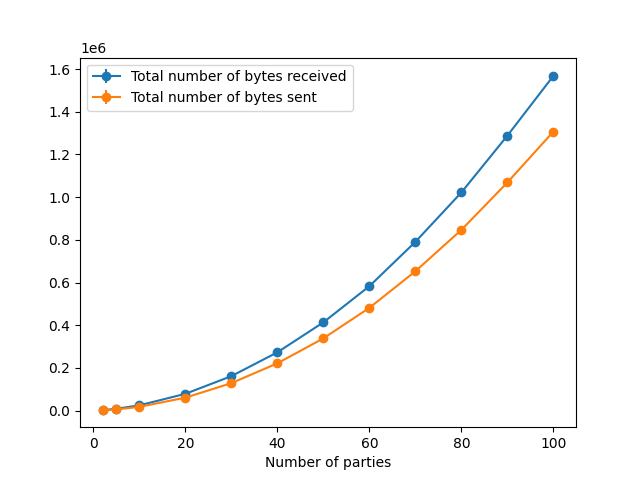 1e6
Total number of bytes received
Total number of bytes sent
1.6
1.4
1.2
1.0
0.8
0.6
0.4
0.2
0.0
0 20 40 60 80 100
Number of parties